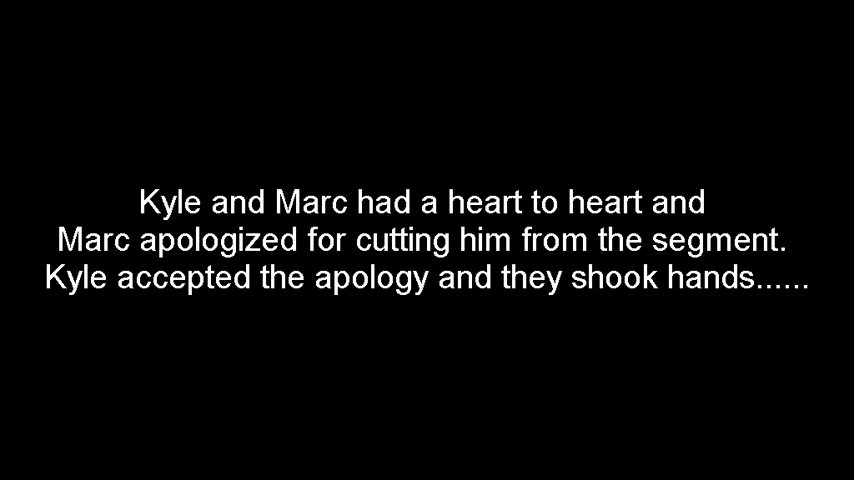 Kyle and Marc had a heart to heart and
Marc apologized for cutting him from the segment.
Kyle accepted the apology and they shook hands......